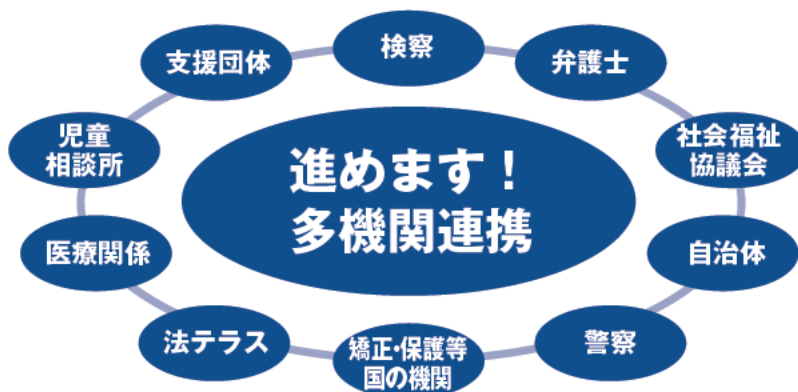 進めます！
多機関連携
検察
弁護士
社会福祉
協議会
自治体
警察
矯正・保護等
国の機関
法テラス
医療関係
児童
相談所
支援団体